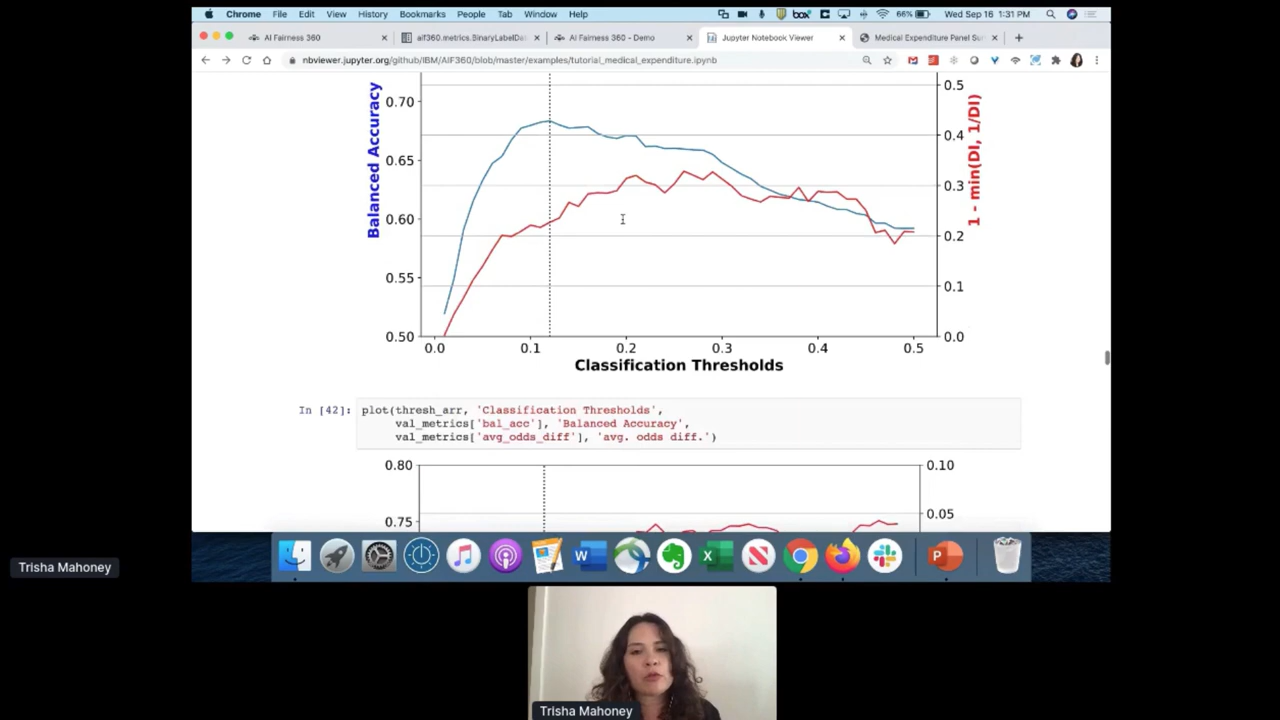 Chrome File Edit View History Bookmarks People Tab Window Help box 66% Wed Sep 16 1:31 PM
AI Fairness 360 × aif360.metrics.BinaryLabelDat × AI Fairness 360 - Demo × Jupyter Notebook Viewer × Medical Expenditure Panel Sur × +
nbviewer.jupyter.org/github/IBM/AIF360/blob/master/examples/tutorial_medical_expenditure.ipynb
Balanced Accuracy
0.70
0.65
0.60
0.55
0.50
0.5
0.4
0.3
0.2
0.1
0.0
1 - min(DI, 1/DI)
0.0 0.1 0.2 0.3 0.4 0.5
Classification Thresholds
In [42]: plot(thresh_arr, 'Classification Thresholds',
val_metrics['bal_acc'], 'Balanced Accuracy',
val_metrics['avg_odds_diff'], 'avg. odds diff.')
0.80 0.10
0.75 0.05
W X N P
Trisha Mahoney
Trisha Mahoney